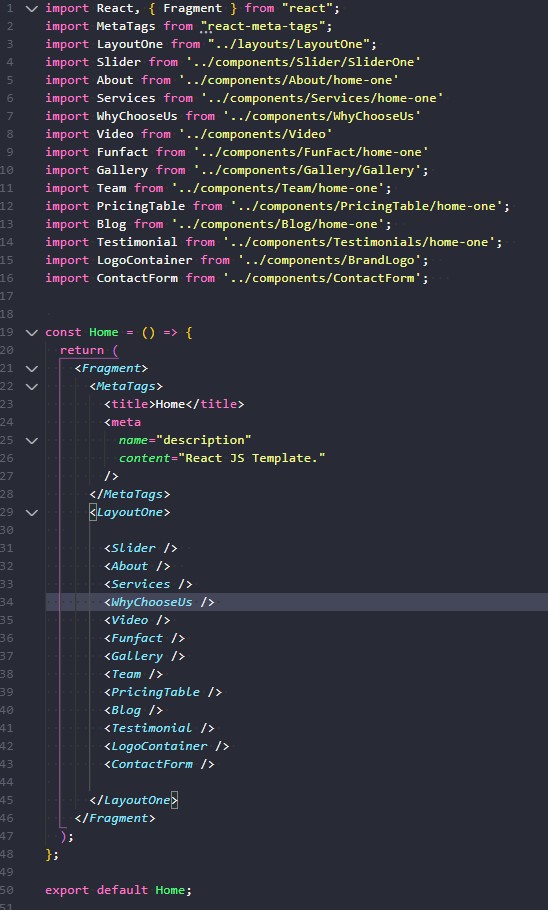 1 import React, { Fragment } from "react";
2 import MetaTags from "react-meta-tags";
3 import LayoutOne from "../layouts/LayoutOne";
4 import Slider from '../components/Slider/SliderOne'
5 import About from '../components/About/home-one'
6 import Services from '../components/Services/home-one'
7 import WhyChooseUs from '../components/WhyChooseUs'
8 import Video from '../components/Video'
9 import Funfact from '../components/FunFact/home-one'
10 import Gallery from '../components/Gallery/Gallery';
11 import Team from '../components/Team/home-one';
12 import PricingTable from '../components/PricingTable/home-one';
13 import Blog from '../components/Blog/home-one';
14 import Testimonial from '../components/Testimonials/home-one';
15 import LogoContainer from '../components/BrandLogo';
16 import ContactForm from '../components/ContactForm';
17
18
19 const Home = () => {
20   return (
21     <Fragment>
22       <MetaTags>
23         <title>Home</title>
24         <meta
25           name="description"
26           content="React JS Template."
27         />
28       </MetaTags>
29       <LayoutOne>
30
31         <Slider />
32         <About />
33         <Services />
34         <WhyChooseUs />
35         <Video />
36         <Funfact />
37         <Gallery />
38         <Team />
39         <PricingTable />
40         <Blog />
41         <Testimonial />
42         <LogoContainer />
43         <ContactForm />
44
45       </LayoutOne>
46     </Fragment>
47   );
48 };
49
50 export default Home;
51